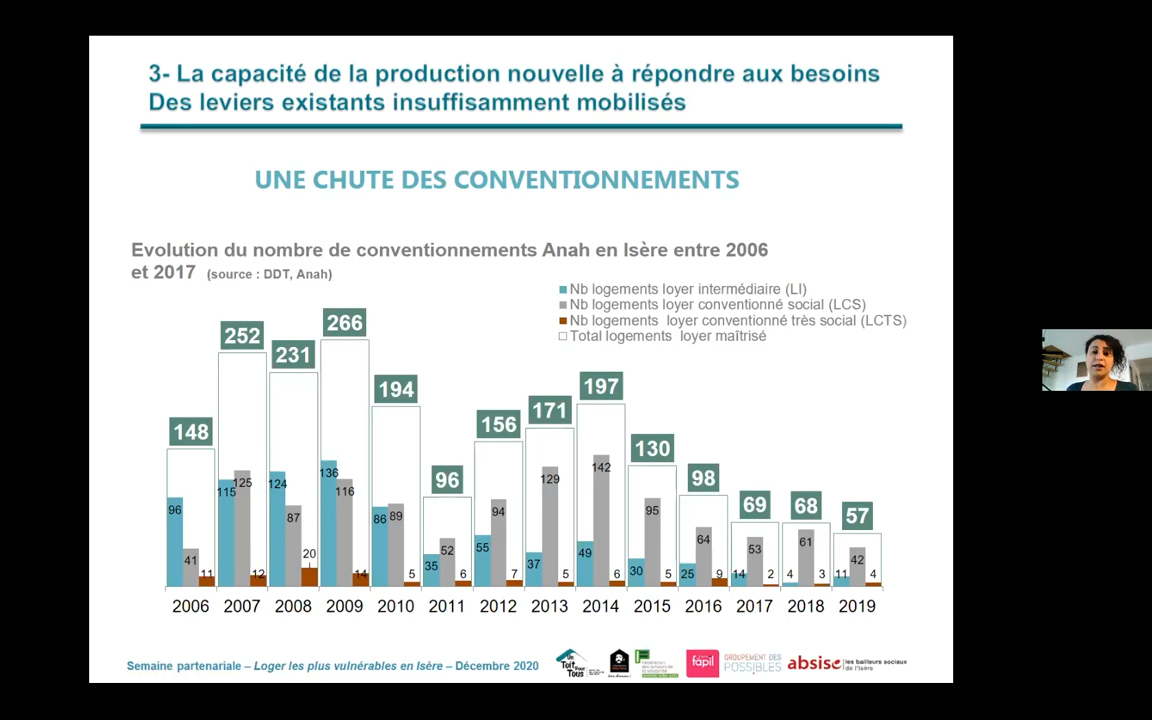 3- La capacité de la production nouvelle à répondre aux besoins
Des leviers existants insuffisamment mobilisés
UNE CHUTE DES CONVENTIONNEMENTS
Evolution du nombre de conventionnements Anah en Isère entre 2006
et 2017 (source : DDT, Anah)
Nb logements loyer intermédiaire (LI)
Nb logements loyer conventionné social (LCS)
Nb logements loyer conventionné très social (LCTS)
Total logements loyer maîtrisé
148 252 231 266 194 96 156 171 197 130 98 69 68 57
96 41 11 115 125 12 124 87 20 136 116 14 86 89 5 35 52 6 55 94 7 37 129 5 49 142 6 30 95 5 25 64 9 14 53 2 4 61 3 11 42 4
2006 2007 2008 2009 2010 2011 2012 2013 2014 2015 2016 2017 2018 2019
Semaine partenariale – Loger les plus vulnérables en Isère – Décembre 2020
Un Toit Pour Tous
fapil
GROUPEMENT DES
POSSIBLES
absise les bailleurs sociaux
de l'Isère